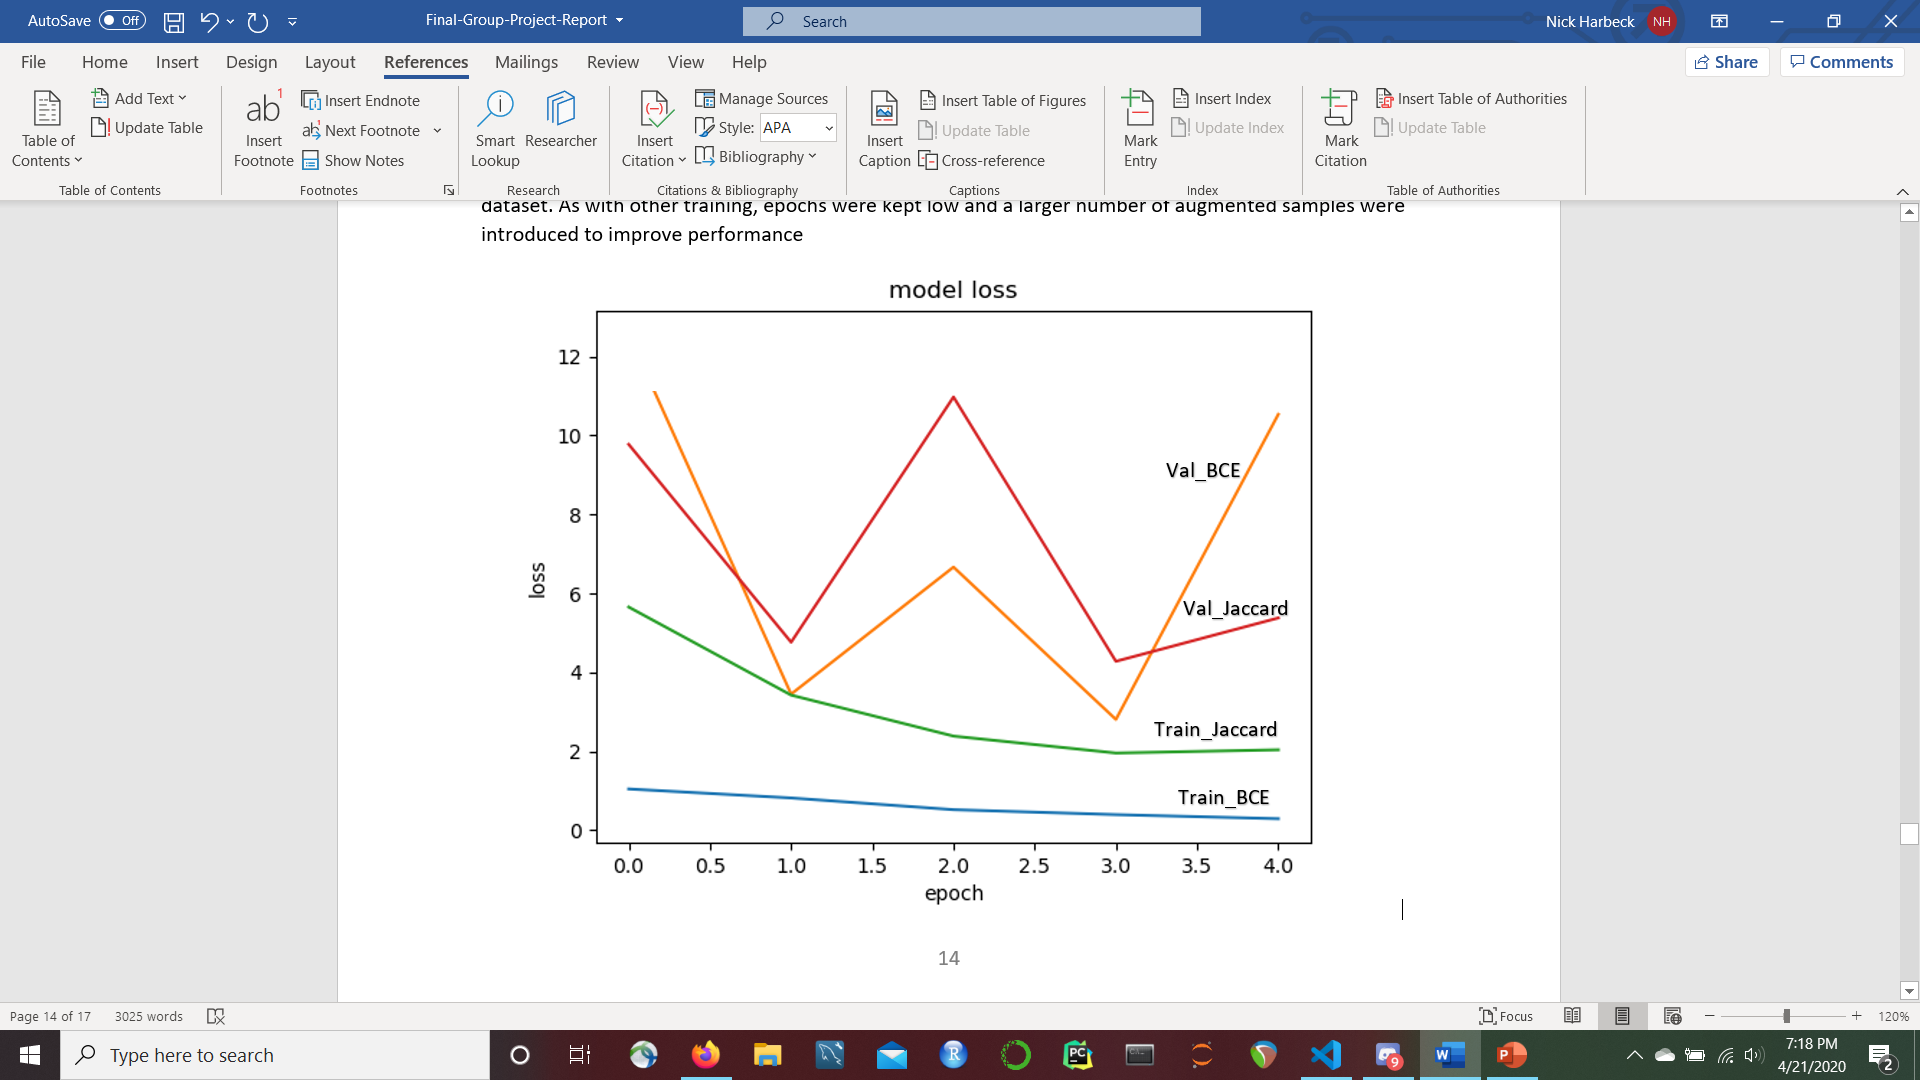 AutoSave Off Final-Group-Project-Report Search Nick Harbeck NH
File Home Insert Design Layout References Mailings Review View Help Share Comments
Table of Contents
Add Text
Update Table
Table of Contents
ab 1
Insert Footnote
Insert Endnote
Next Footnote
Show Notes
Footnotes
Smart Lookup
Researcher
Research
Insert Citation
Manage Sources
Style: APA
Bibliography
Citations & Bibliography
Insert Caption
Insert Table of Figures
Update Table
Cross-reference
Captions
Mark Entry
Insert Index
Update Index
Index
Mark Citation
Insert Table of Authorities
Update Table
Table of Authorities
dataset. As with other training, epochs were kept low and a larger number of augmented samples were
introduced to improve performance
model loss
12
10
8
6
4
2
0
loss
Val_BCE
Val_Jaccard
Train_Jaccard
Train_BCE
0.0 0.5 1.0 1.5 2.0 2.5 3.0 3.5 4.0
epoch
14
Page 14 of 17 3025 words Focus 120%
Type here to search
R
PC
9
W
P
7:18 PM
4/21/2020
2